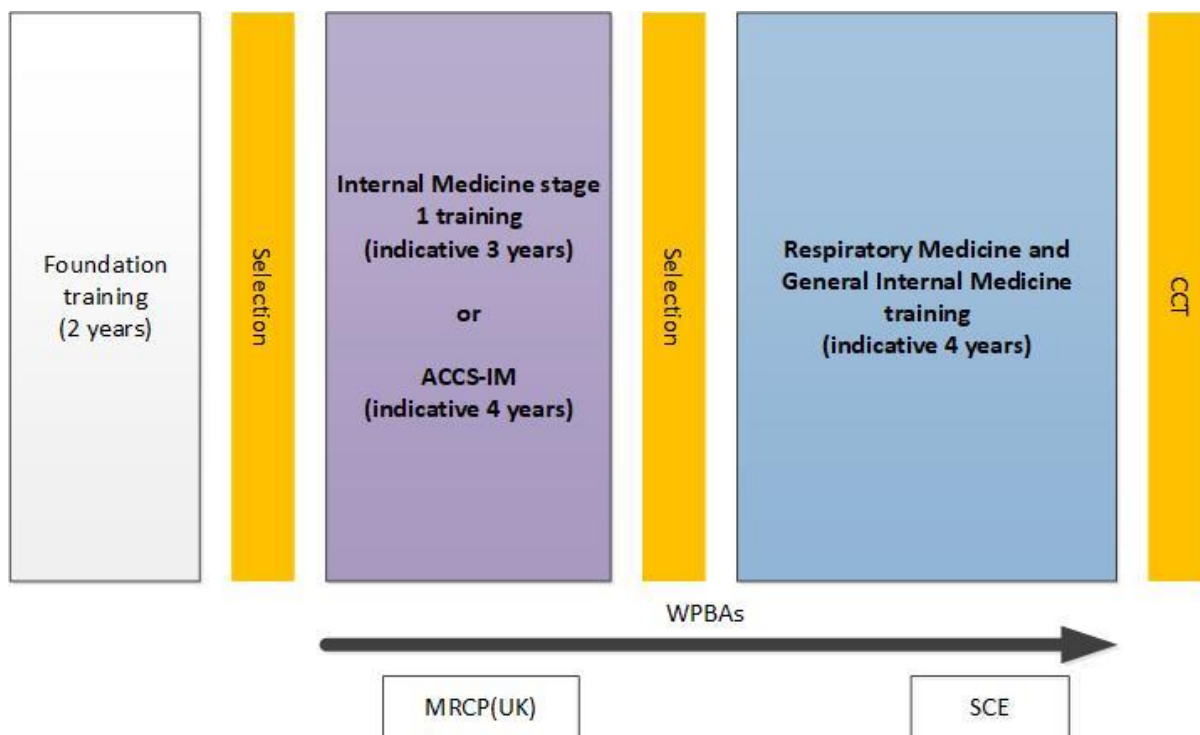 Foundation
training
(2 years)
Selection
Internal Medicine stage
1 training
(indicative 3 years)
or
ACCS-IM
(indicative 4 years)
Selection
Respiratory Medicine and
General Internal Medicine
training
(indicative 4 years)
CCT
WPBAs
MRCP(UK)
SCE